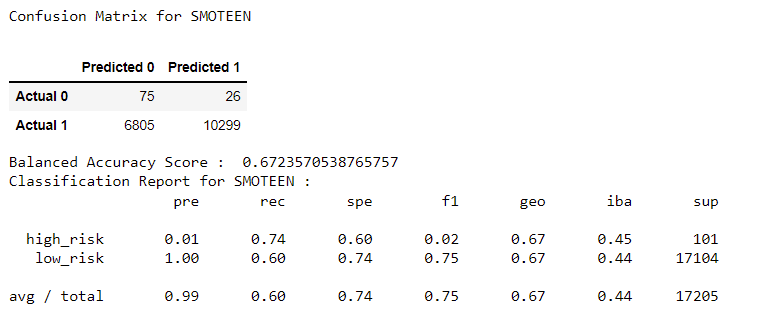 Confusion Matrix for SMOTEEN
Predicted 0 Predicted 1
Actual 0 75 26
Actual 1 6805 10299
Balanced Accuracy Score : 0.6723570538765757
Classification Report for SMOTEEN :
pre rec spe f1 geo iba sup
high_risk 0.01 0.74 0.60 0.02 0.67 0.45 101
low_risk 1.00 0.60 0.74 0.75 0.67 0.44 17104
avg / total 0.99 0.60 0.74 0.75 0.67 0.44 17205